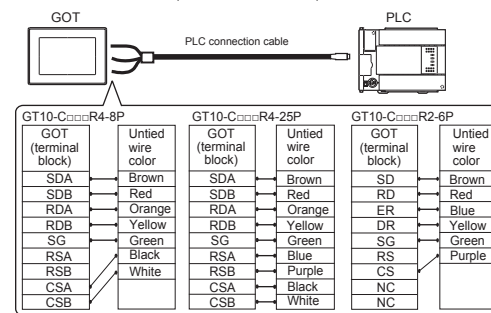 GOT
PLC
PLC connection cable
GT10-C□□□R4-8P
GOT (terminal block) Untied wire color
SDA Brown
SDB Red
RDA Orange
RDB Yellow
SG Green
RSA Black
RSB White
CSA
CSB
GT10-C□□□R4-25P
GOT (terminal block) Untied wire color
SDA Brown
SDB Red
RDA Orange
RDB Yellow
SG Green
RSA Blue
RSB Purple
CSA Black
CSB White
GT10-C□□□R2-6P
GOT (terminal block) Untied wire color
SD Brown
RD Red
ER Blue
DR Yellow
SG Green
RS Purple
CS
NC
NC